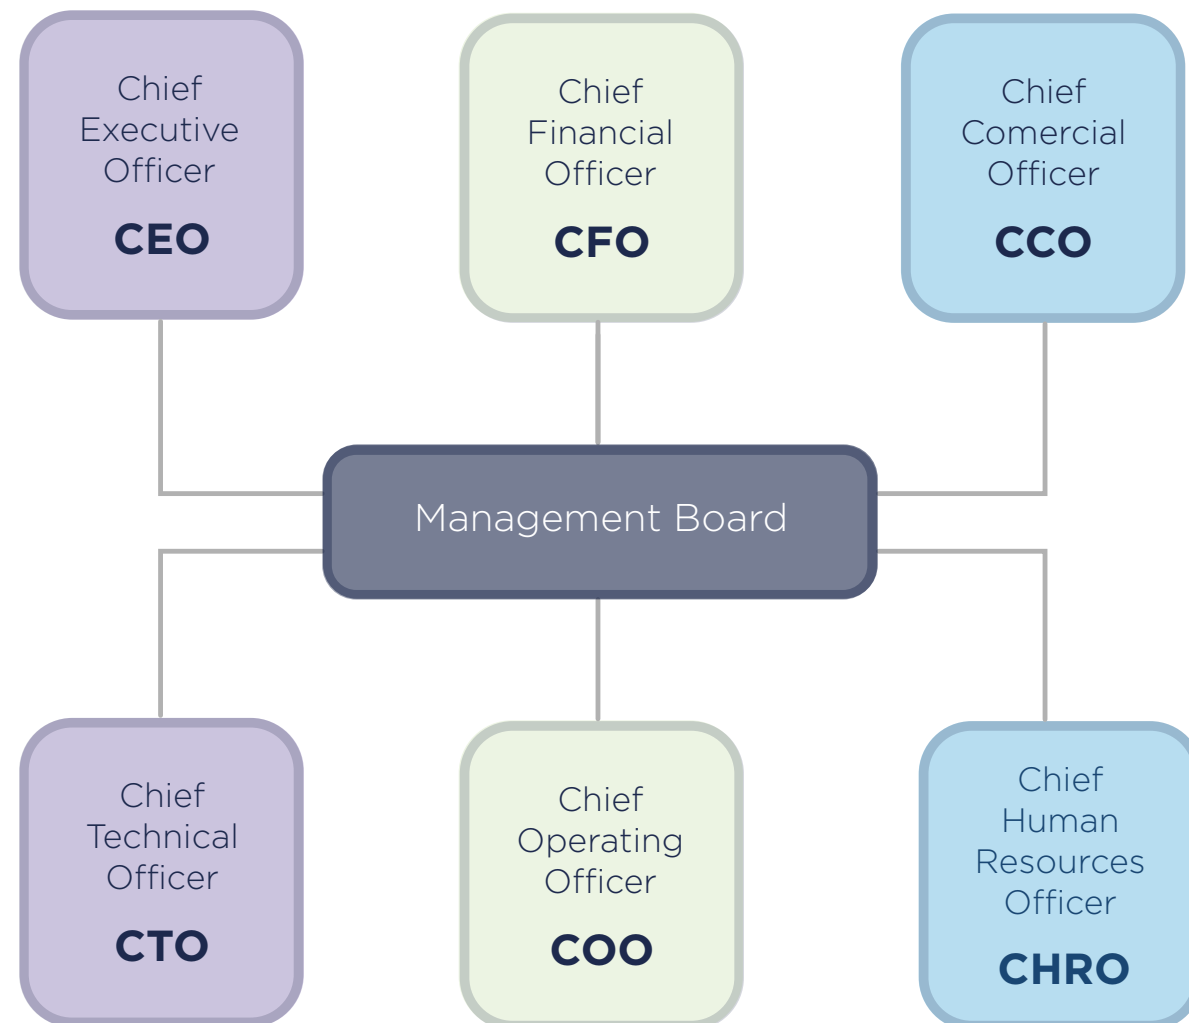 Chief
Executive
Officer
CEO
Chief
Financial
Officer
CFO
Chief
Comercial
Officer
CCO
Management Board
Chief
Technical
Officer
CTO
Chief
Operating
Officer
COO
Chief
Human
Resources
Officer
CHRO